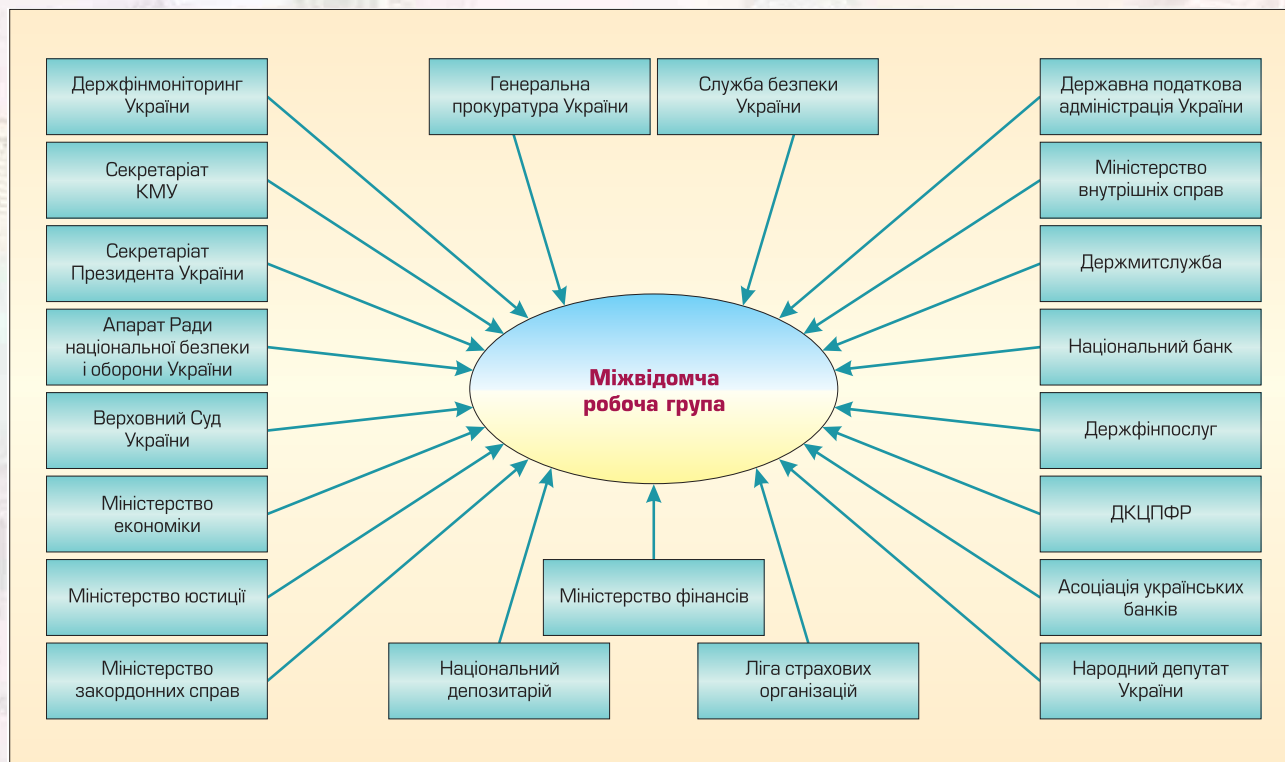 Держфінмоніторинг
України
Генеральна
прокуратура України
Служба безпеки
України
Державна податкова
адміністрація України
Секретаріат
КМУ
Міністерство
внутрішніх справ
Секретаріат
Президента України
Держмитслужба
Апарат Ради
національної безпеки
і оборони України
Національний банк
Міжвідомча
робоча група
Верховний Суд
України
Держфінпослуг
Міністерство
економіки
ДКЦПФР
Міністерство юстиції
Міністерство фінансів
Асоціація українських
банків
Міністерство
закордонних справ
Національний
депозитарій
Ліга страхових
організацій
Народний депутат
України